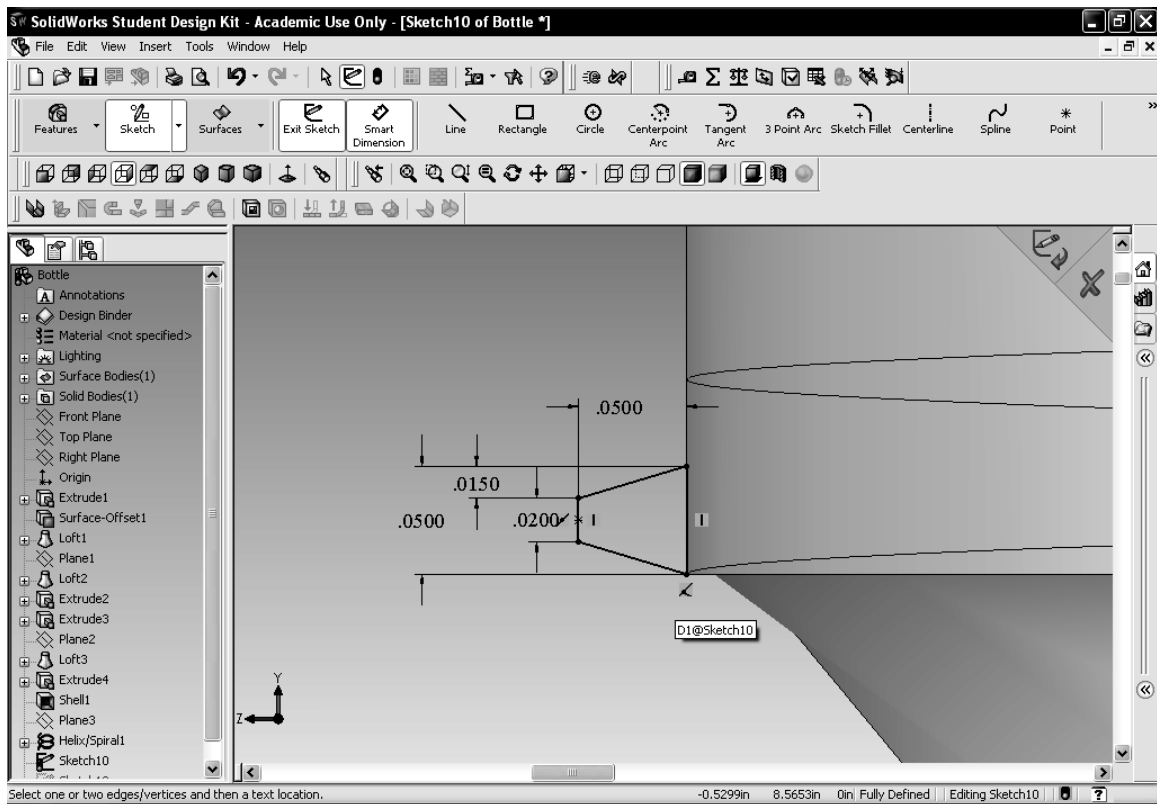 SolidWorks Student Design Kit - Academic Use Only - [Sketch10 of Bottle *]
File Edit View Insert Tools Window Help
Features Sketch Surfaces Exit Sketch Smart Dimension Line Rectangle Circle Centerpoint Arc Tangent Arc 3 Point Arc Sketch Fillet Centerline Spline Point
Bottle
Annotations
Design Binder
Material <not specified>
Lighting
Surface Bodies(1)
Solid Bodies(1)
Front Plane
Top Plane
Right Plane
Origin
Extrude1
Surface-Offset1
Loft1
Plane1
Loft2
Extrude2
Extrude3
Plane2
Loft3
Extrude4
Shell1
Plane3
Helix/Spiral1
Sketch10
.0500
.0150
.0500
.0200
D1@Sketch10
Y
Z
Select one or two edges/vertices and then a text location.
-0.5299in 8.5653in 0in Fully Defined Editing Sketch10